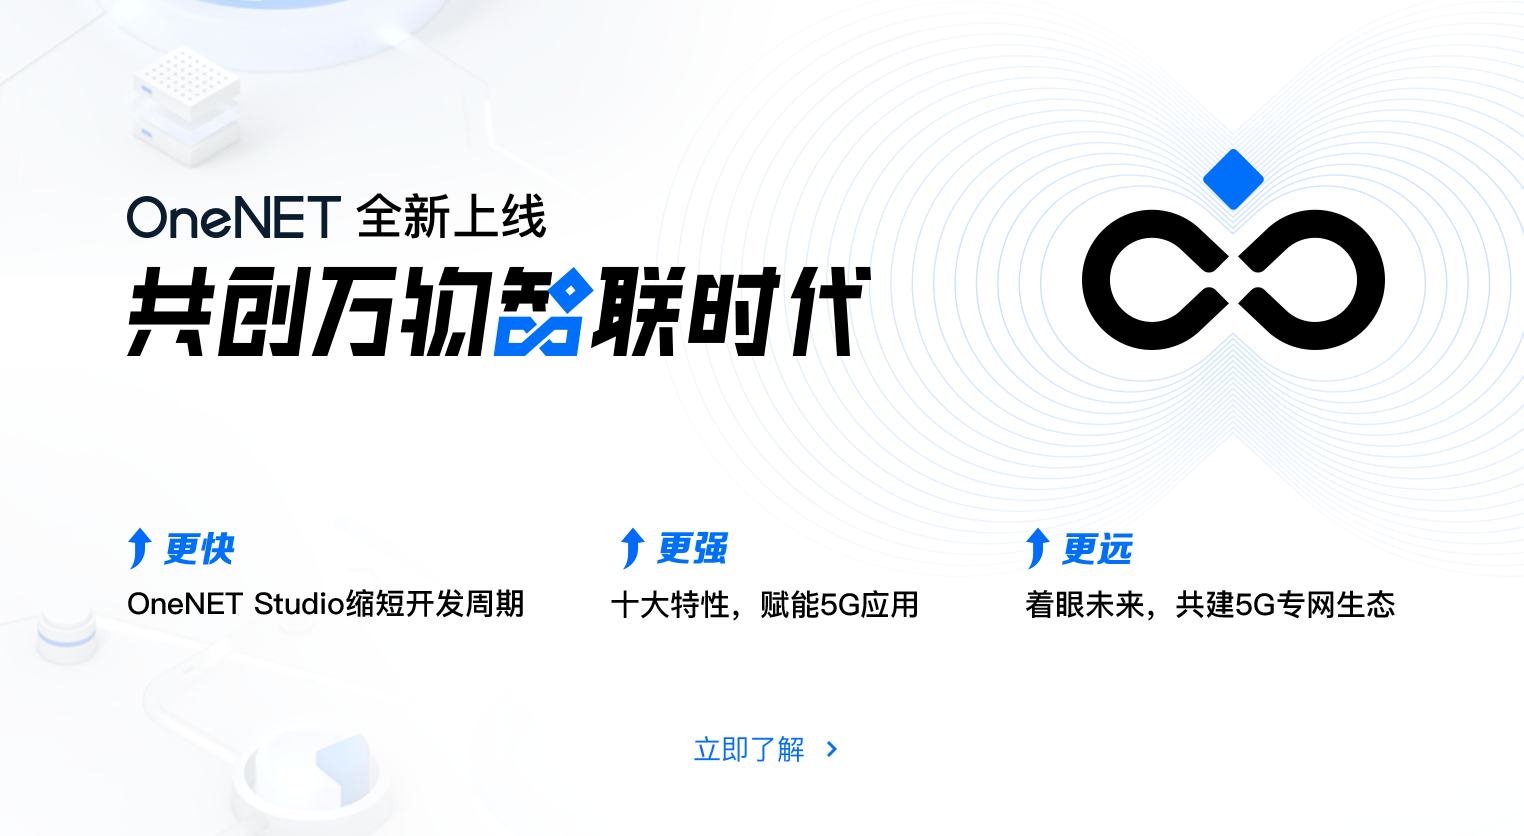 OneNET 全新上线
共创万物智联时代
更快
OneNET Studio缩短开发周期
更强
十大特性，赋能5G应用
更远
着眼未来，共建5G专网生态
立即了解 >